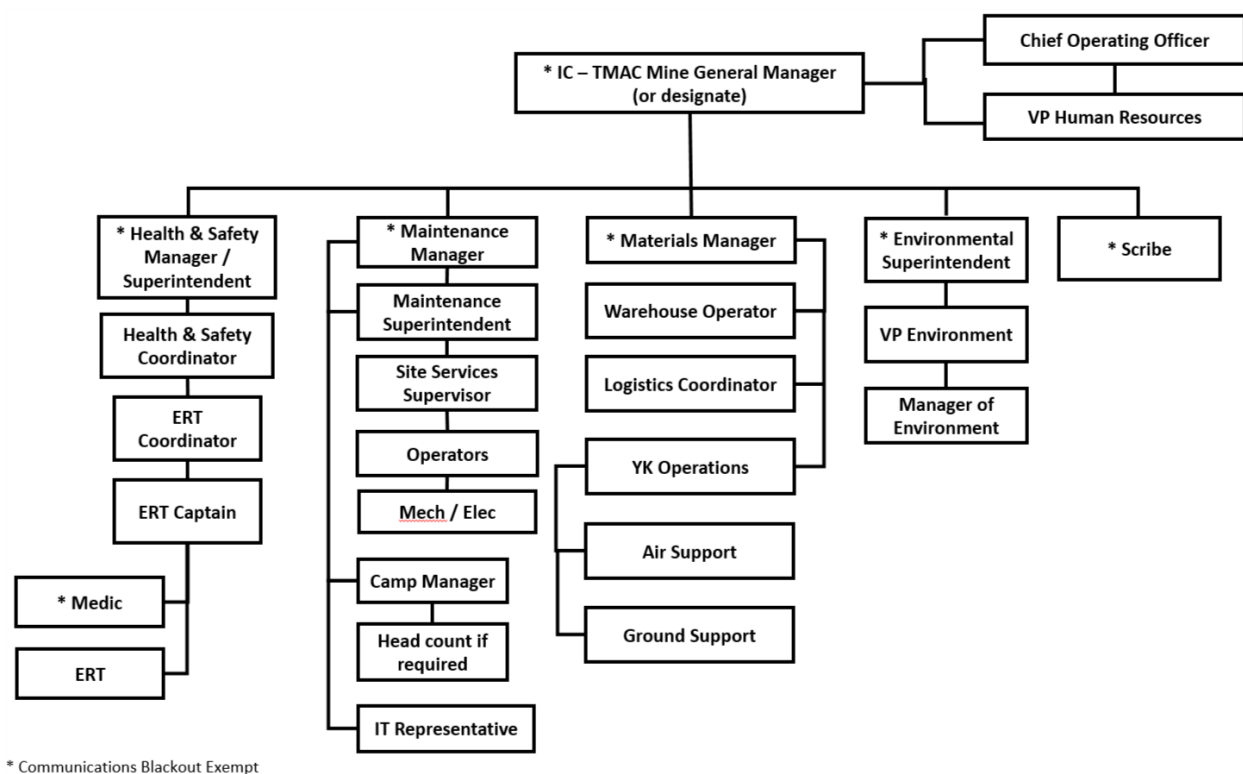 Chief Operating Officer
* IC – TMAC Mine General Manager
(or designate)
VP Human Resources
* Health & Safety
Manager /
Superintendent
Health & Safety
Coordinator
ERT
Coordinator
ERT Captain
* Medic
ERT
* Maintenance
Manager
Maintenance
Superintendent
Site Services
Supervisor
Operators
Mech / Elec
Camp Manager
Head count if
required
IT Representative
* Materials Manager
Warehouse Operator
Logistics Coordinator
YK Operations
Air Support
Ground Support
* Environmental
Superintendent
VP Environment
Manager of
Environment
* Scribe
* Communications Blackout Exempt